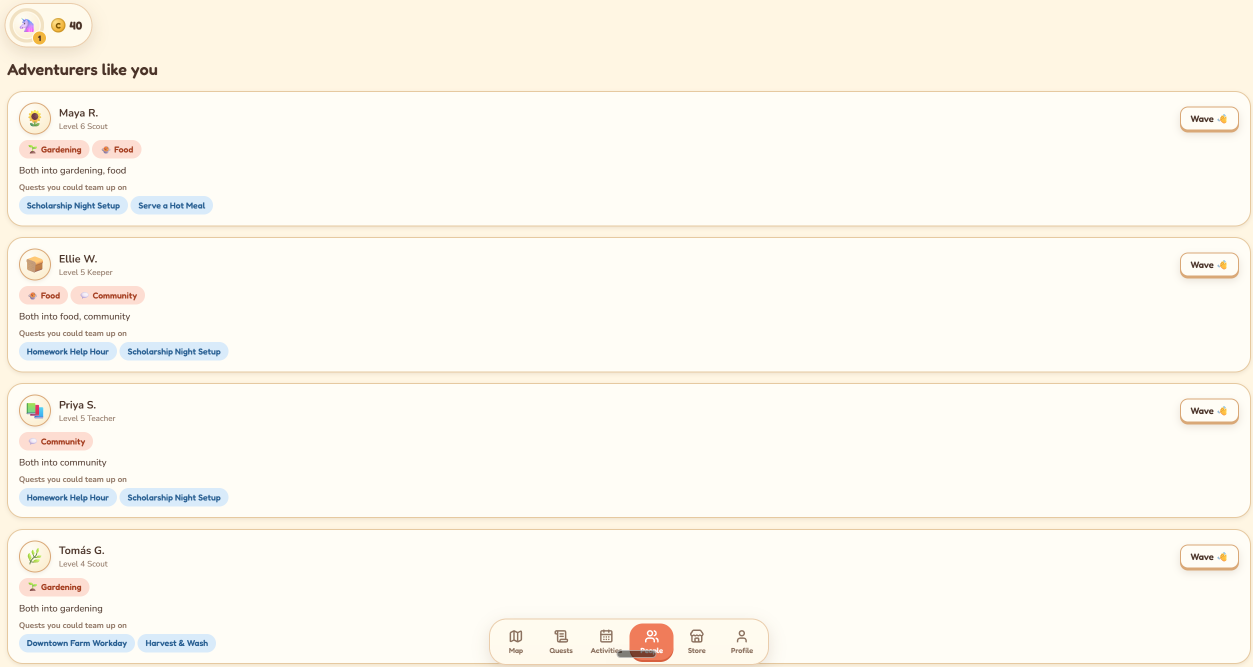 1
C 40
Adventurers like you
Maya R.
Level 6 Scout
Wave
Gardening Food
Both into gardening, food
Quests you could team up on
Scholarship Night Setup Serve a Hot Meal
Ellie W.
Level 5 Keeper
Wave
Food Community
Both into food, community
Quests you could team up on
Homework Help Hour Scholarship Night Setup
Priya S.
Level 5 Teacher
Wave
Community
Both into community
Quests you could team up on
Homework Help Hour Scholarship Night Setup
Tomás G.
Level 4 Scout
Wave
Gardening
Both into gardening
Quests you could team up on
Downtown Farm Workday Harvest & Wash
Map Quests Activities People Store Profile